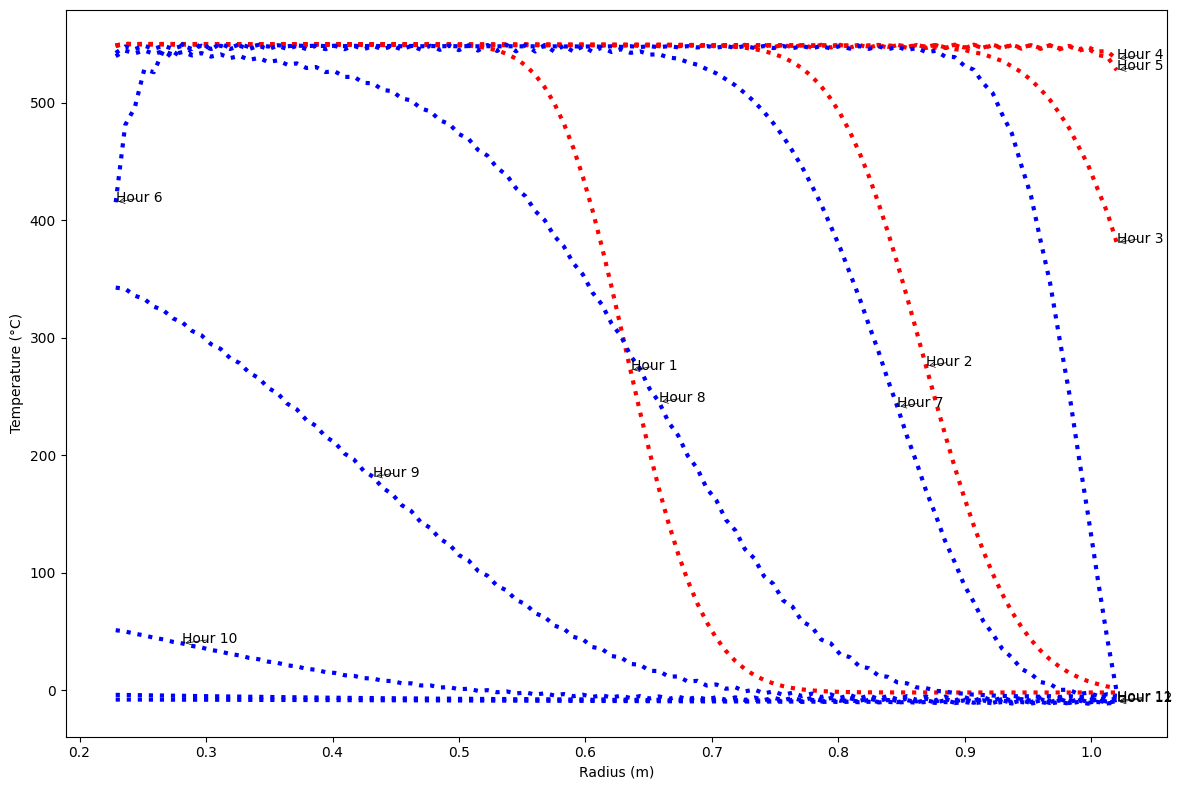 Hour 4
Hour 5
500
Hour 6
400
Hour 3
Temperature (°C)
300
Hour 1
Hour 2
Hour 8
Hour 7
200
Hour 9
100
Hour 10
0
Hour 12
0.2
0.3
0.4
0.5
0.6
0.7
0.8
0.9
1.0
Radius (m)